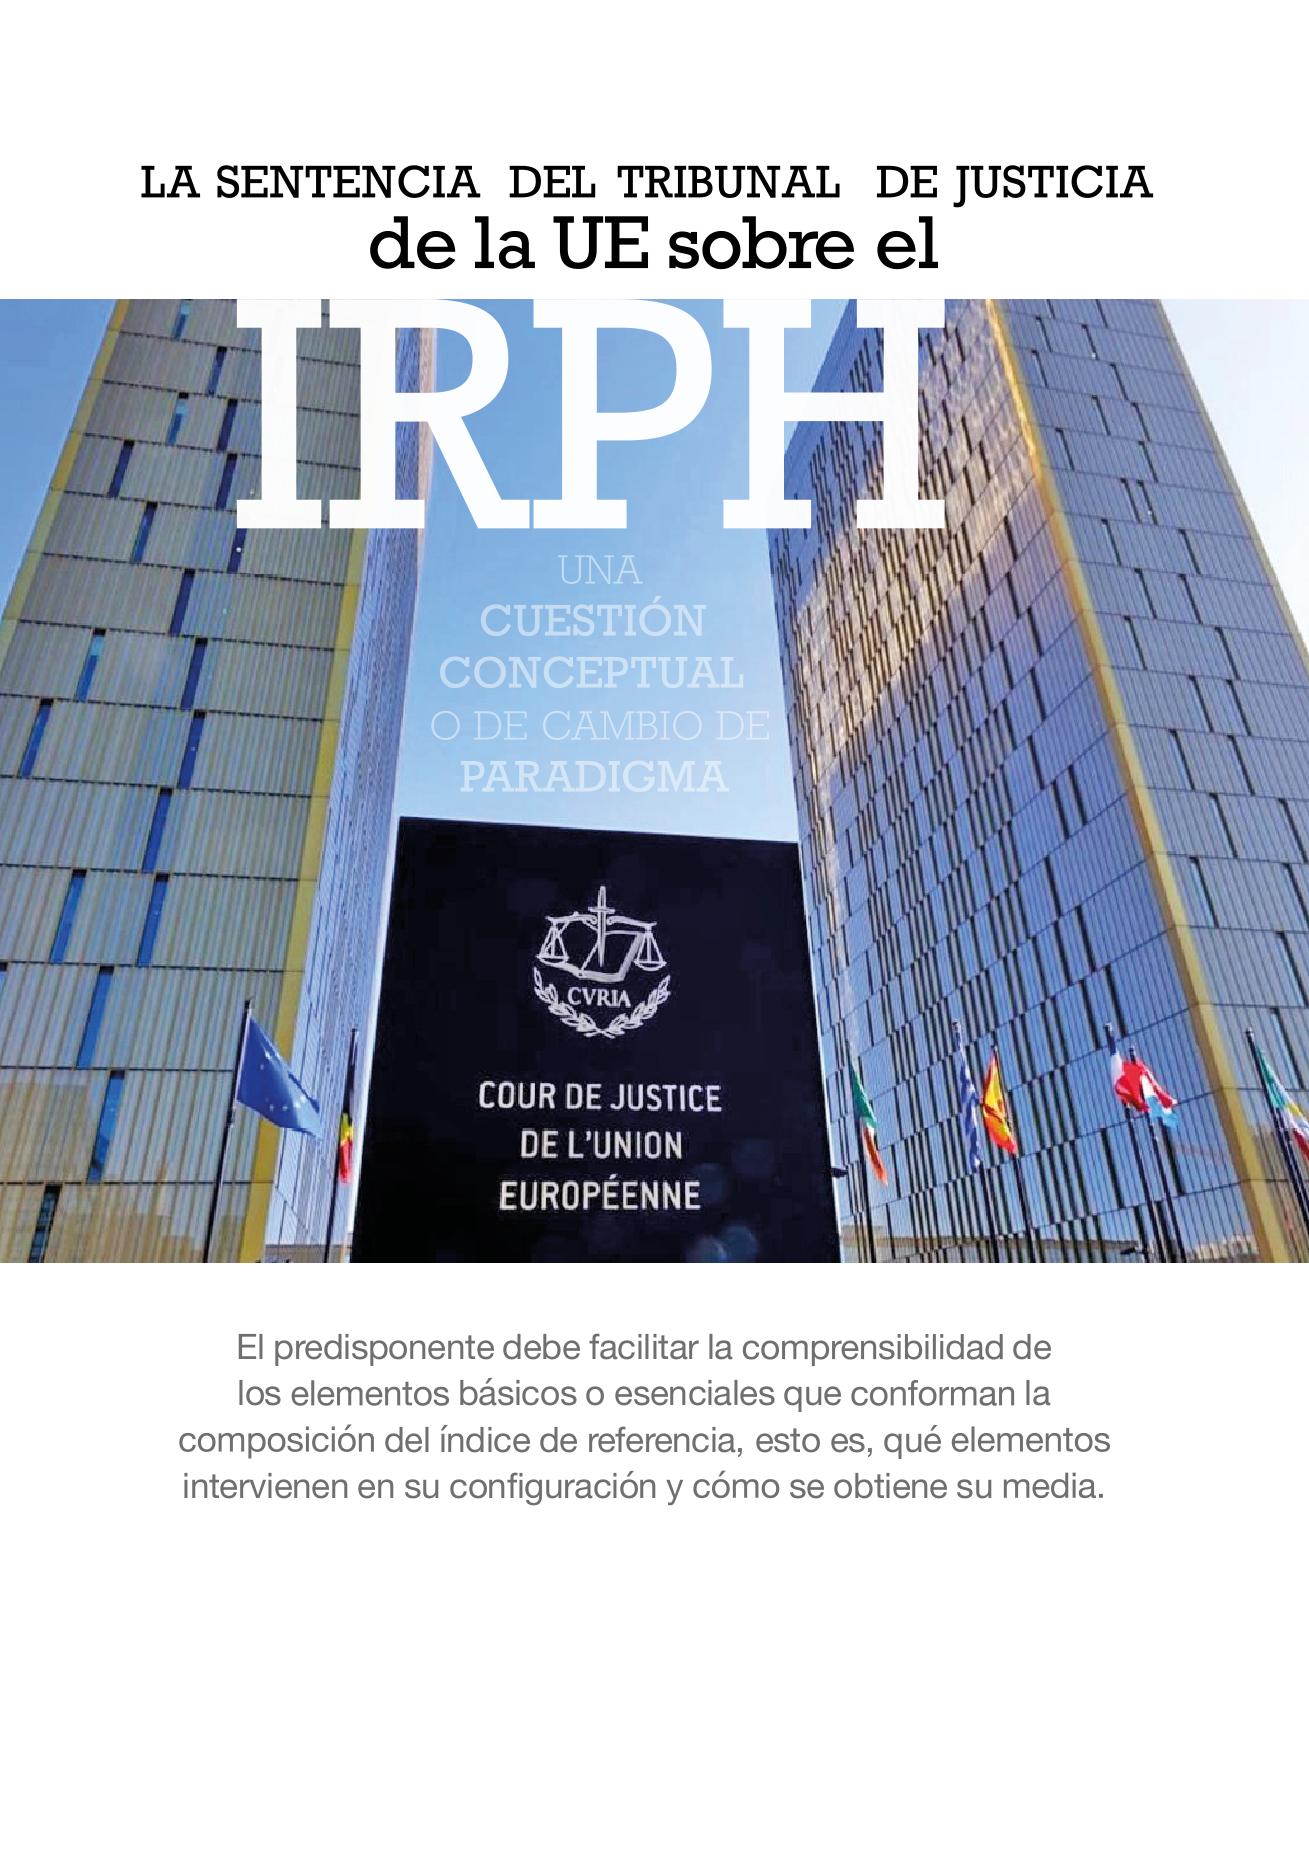 LA SENTENCIA DEL TRIBUNAL DE JUSTICIA
de la UE sobre el
IRPH
UNA
CUESTIÓN
CONCEPTUAL
O DE CAMBIO DE
PARADIGMA
CVRIA
COUR DE JUSTICE
DE L'UNION
EUROPÉENNE
El predisponente debe facilitar la comprensibilidad de
los elementos básicos o esenciales que conforman la
composición del índice de referencia, esto es, qué elementos
intervienen en su configuración y cómo se obtiene su media.